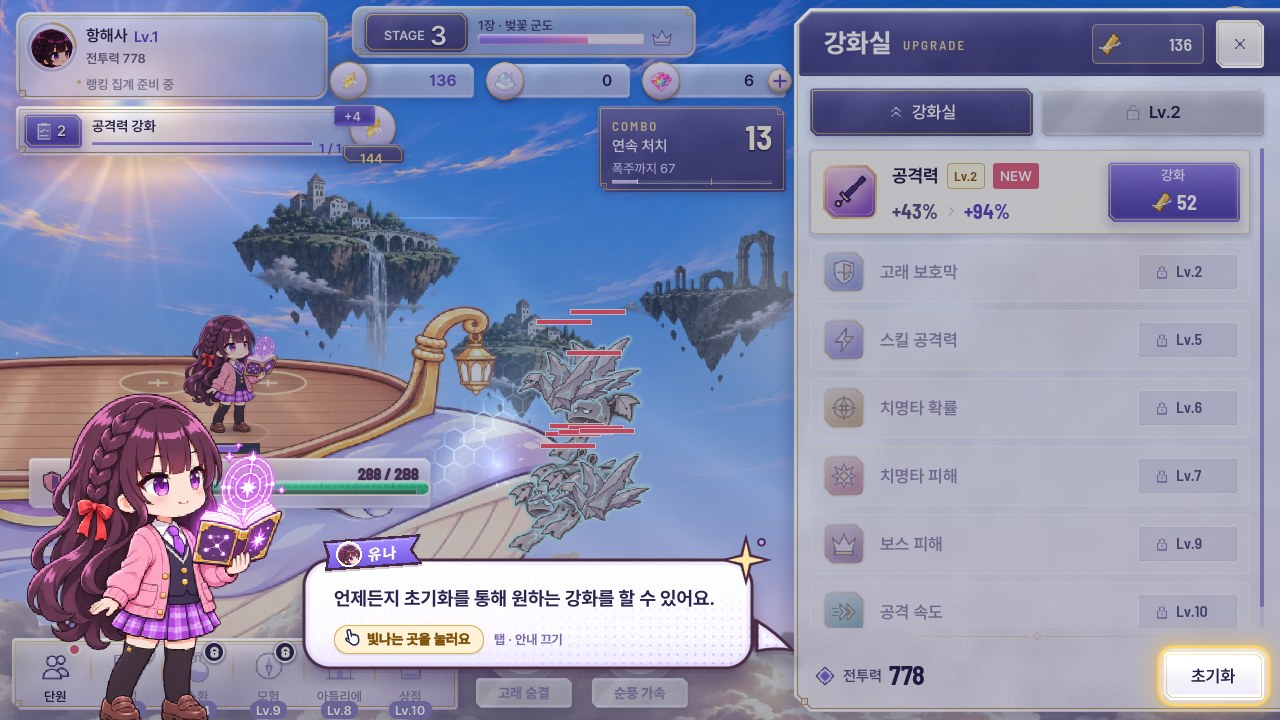 항해사 Lv.1
전투력 778
랭킹 집계 준비 중
STAGE 3
1장 · 벚꽃 군도
136
0
6
2
공격력 강화
1 / 1
+4
144
COMBO
연속 처치
13
폭주까지 67
288 / 288
유나
언제든지 초기화를 통해 원하는 강화를 할 수 있어요.
빛나는 곳을 눌러요
탭 · 안내 끄기
단원
모험
Lv.9
아틀리에
Lv.8
상점
Lv.10
고래 숨결
순풍 가속
강화실 UPGRADE
136
강화실
Lv.2
공격력 Lv.2 NEW
+43% +94%
강화
52
고래 보호막
Lv.2
스킬 공격력
Lv.5
치명타 확률
Lv.6
치명타 피해
Lv.7
보스 피해
Lv.9
공격 속도
Lv.10
전투력 778
초기화